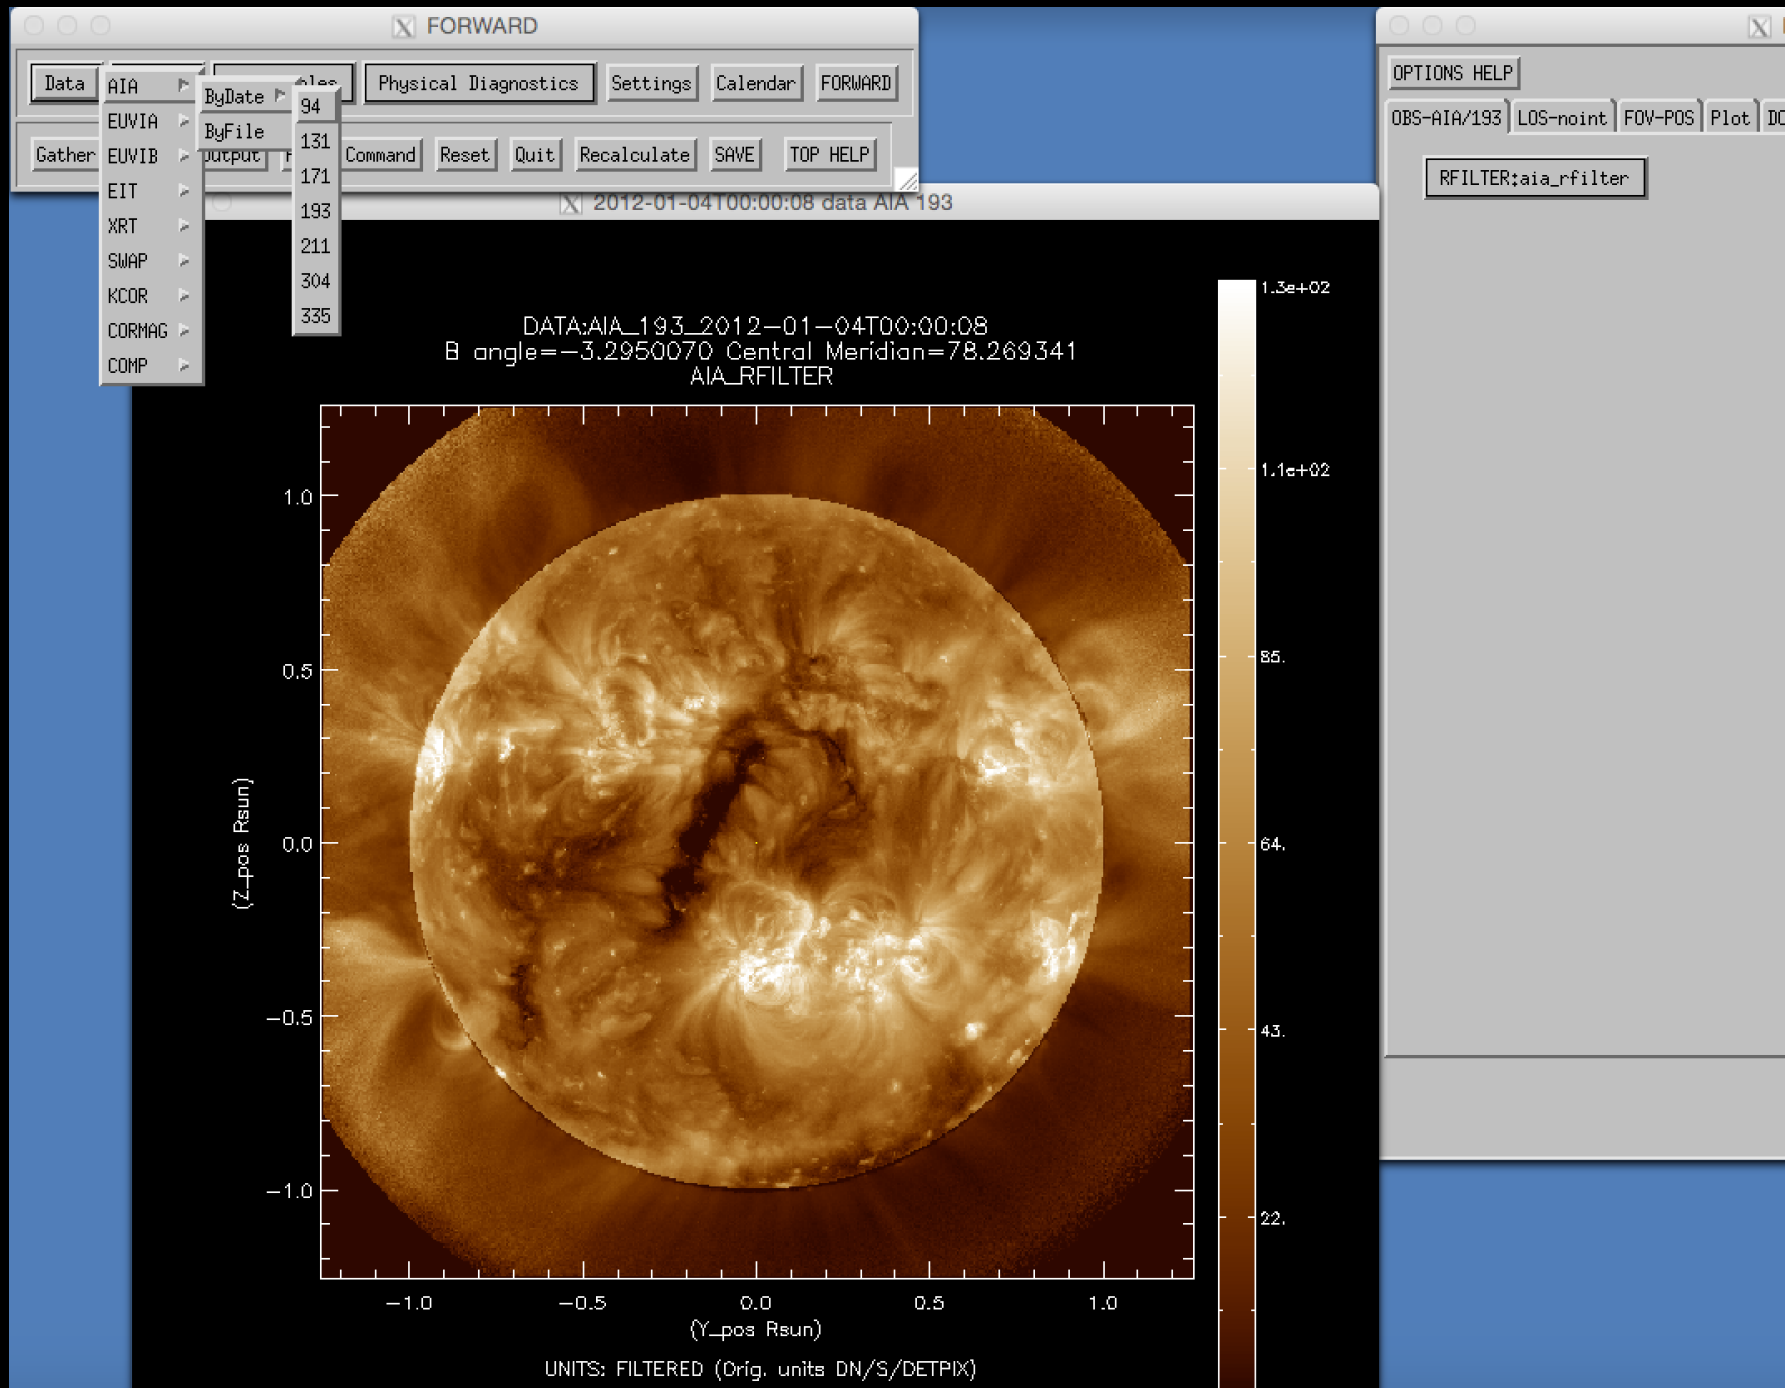 FORWARD
Data
Physical Diagnostics
Settings
Calendar
FORWARD
Gather
Command
Reset
Quit
Recalculate
SAVE
TOP HELP
AIA
EUVIA
EUVIB
EIT
XRT
SWAP
KCOR
CORMAG
COMP
ByDate
ByFile
94
131
171
193
211
304
335
OPTIONS HELP
OBS-AIA/193
LOS-noint
FOV-POS
Plot
RFILTER:aia_rfilter
2012-01-04T00:00:08 data AIA 193
DATA:AIA_193_2012-01-04T00:00:08
B angle=-3.2950070 Central Meridian=78.269341
AIA_RFILTER
1.3e+02
1.1e+02
85.
64.
43.
22.
1.0
0.5
0.0
-0.5
-1.0
(Z_pos Rsun)
-1.0 -0.5 0.0 0.5 1.0
(Y_pos Rsun)
UNITS: FILTERED (Orig. units DN/S/DETPIX)